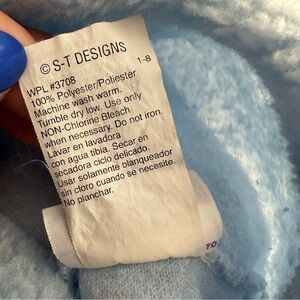 © S-T DESIGNS
WPL #3708 1-8
100% Polyester/Poliester
Machine wash warm.
Tumble dry low. Use only
NON-Chlorine Bleach
when necessary. Do not iron.
Lavar en lavadora
con agua tibia. Secar en
secadora ciclo delicado.
Usar solamente blanqueador
sin cloro cuando se necesite.
No planchar.
TO